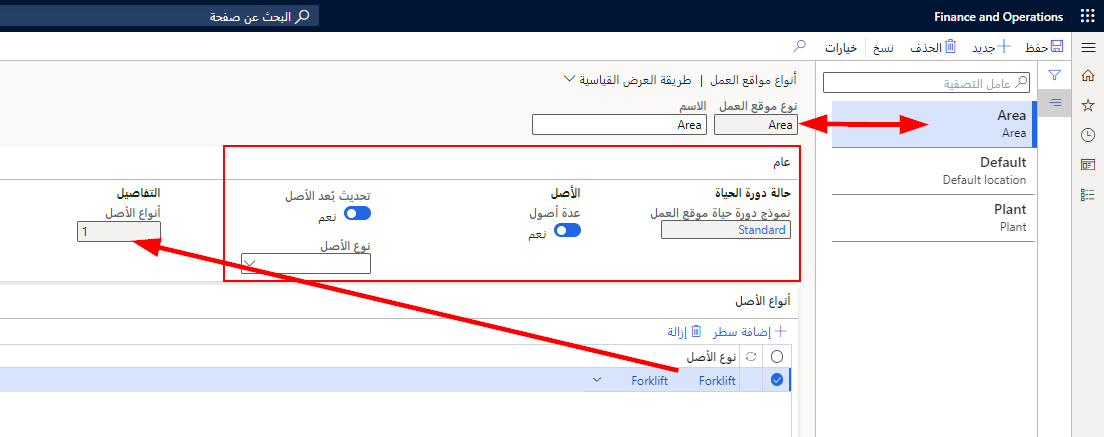 Finance and Operations
البحث عن صفحة
حفظ
جديد
الحذف
نسخ
خيارات
عامل التصفية
Area
Area
Default
Default location
Plant
Plant
أنواع مواقع العمل | طريقة العرض القياسية
نوع موقع العمل
Area
الاسم
Area
عام
حالة دورة الحياة
نموذج دورة حياة موقع العمل
Standard
الأصل
عدة أصول
نعم
تحديث بُعد الأصل
نعم
نوع الأصل
التفاصيل
أنواع الأصل
1
أنواع الأصل
إضافة سطر
إزالة
نوع الأصل
Forklift
Forklift